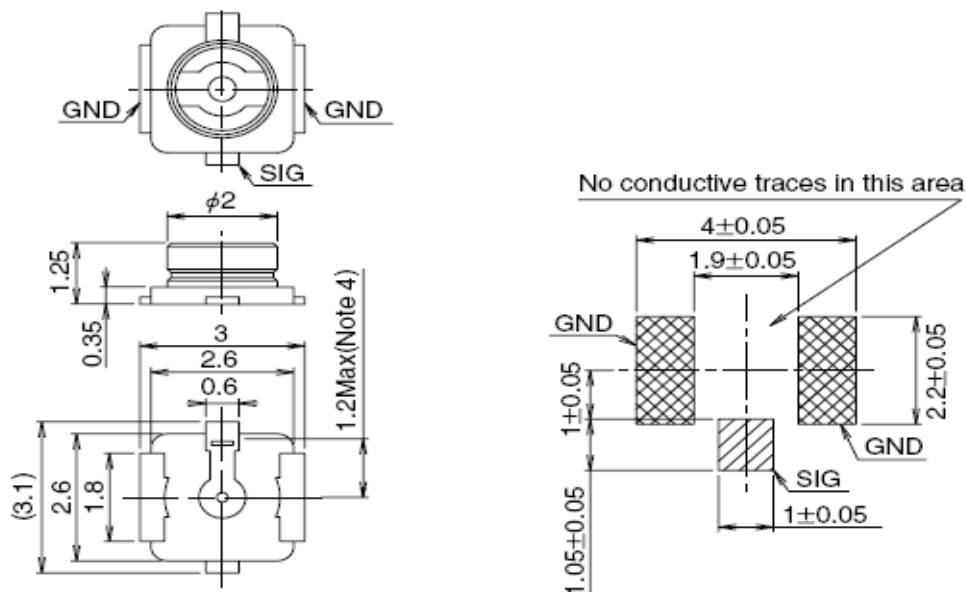 GND
GND
SIG
φ2
1.25
0.35
3
2.6
0.6
1.2Max(Note 4)
(3.1)
2.6
1.8
No conductive traces in this area
4±0.05
1.9±0.05
GND
1±0.05
2.2±0.05
GND
SIG
1±0.05
1.05±0.05